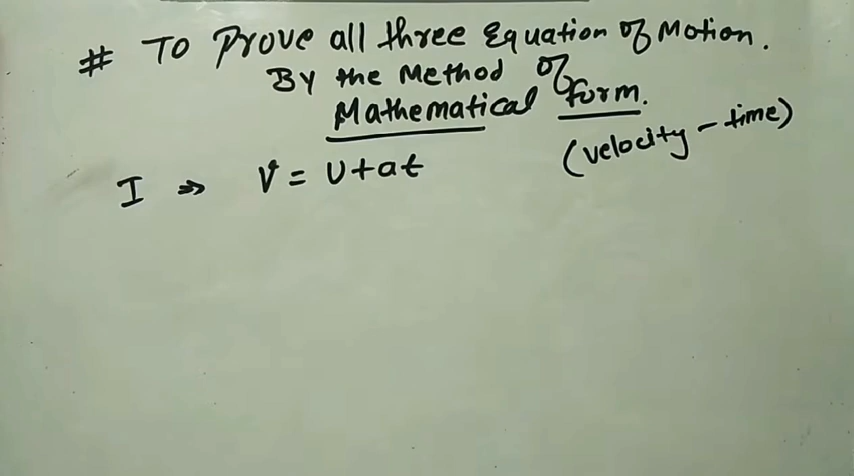 # To Prove all three Equation of Motion.
By the Method of
Mathematical form.
(velocity - time)
I ⇒ V = U+at